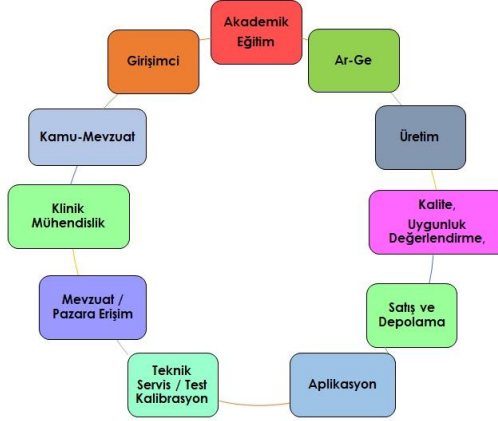 Akademik
Eğitim
Ar-Ge
Üretim
Kalite,
Uygunluk
Değerlendirme,
Satış ve
Depolama
Aplikasyon
Teknik
Servis / Test
Kalibrasyon
Mevzuat /
Pazara Erişim
Klinik
Mühendislik
Kamu-Mevzuat
Girişimci